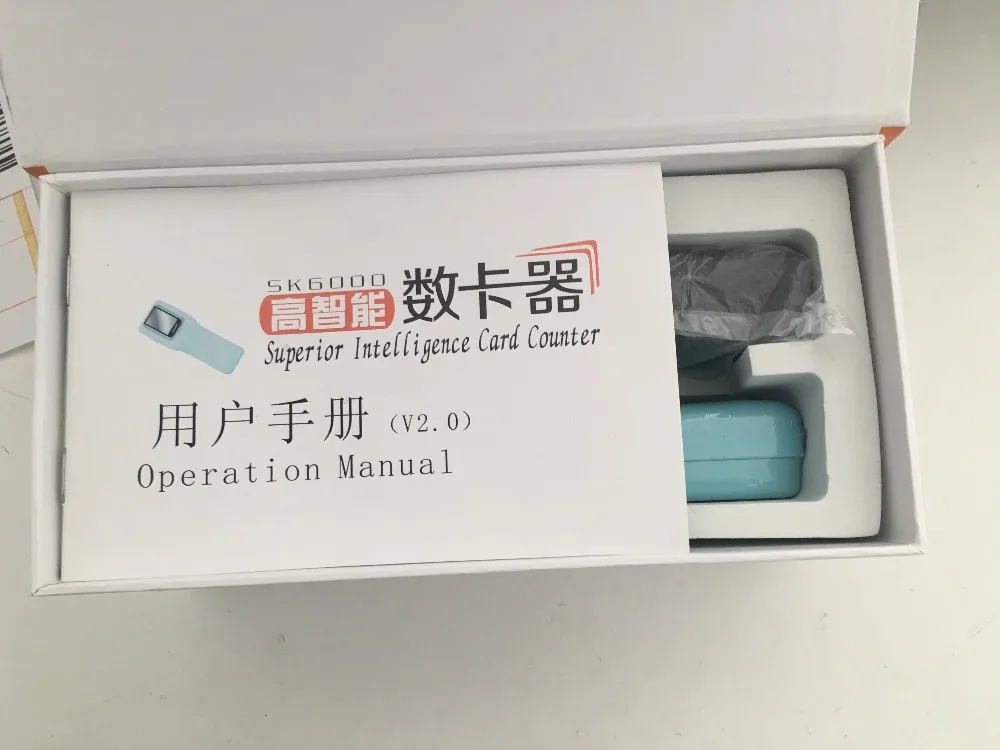 SK6000
高智能 数卡器
Superior Intelligence Card Counter
用户手册 (V2.0)
Operation Manual